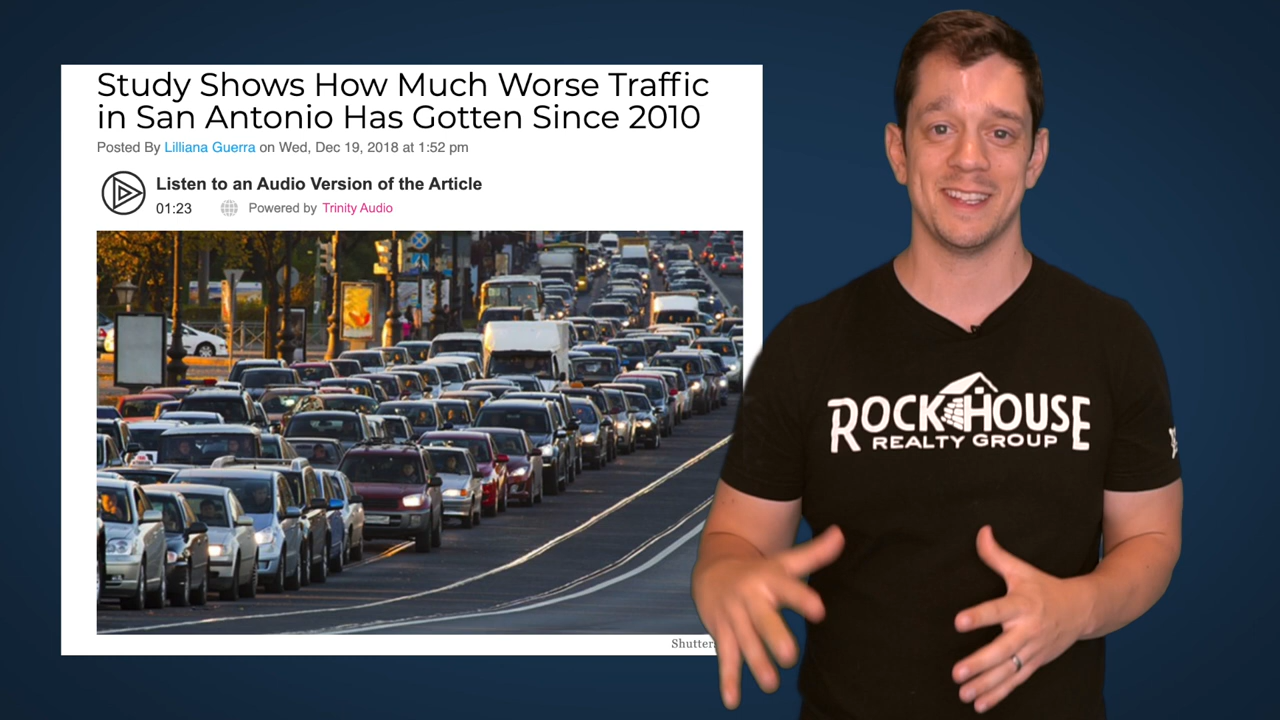 Study Shows How Much Worse Traffic
in San Antonio Has Gotten Since 2010
Posted By Lilliana Guerra on Wed, Dec 19, 2018 at 1:52 pm
Listen to an Audio Version of the Article
01:23 Powered by Trinity Audio
ROCK HOUSE
REALTY GROUP